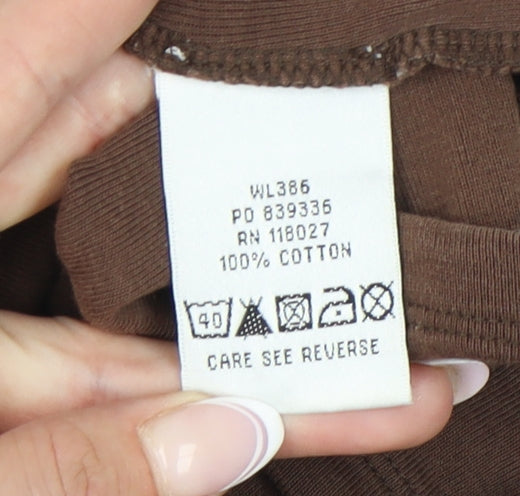 WL386
PO 839336
RN 118027
100% COTTON
40
CARE SEE REVERSE